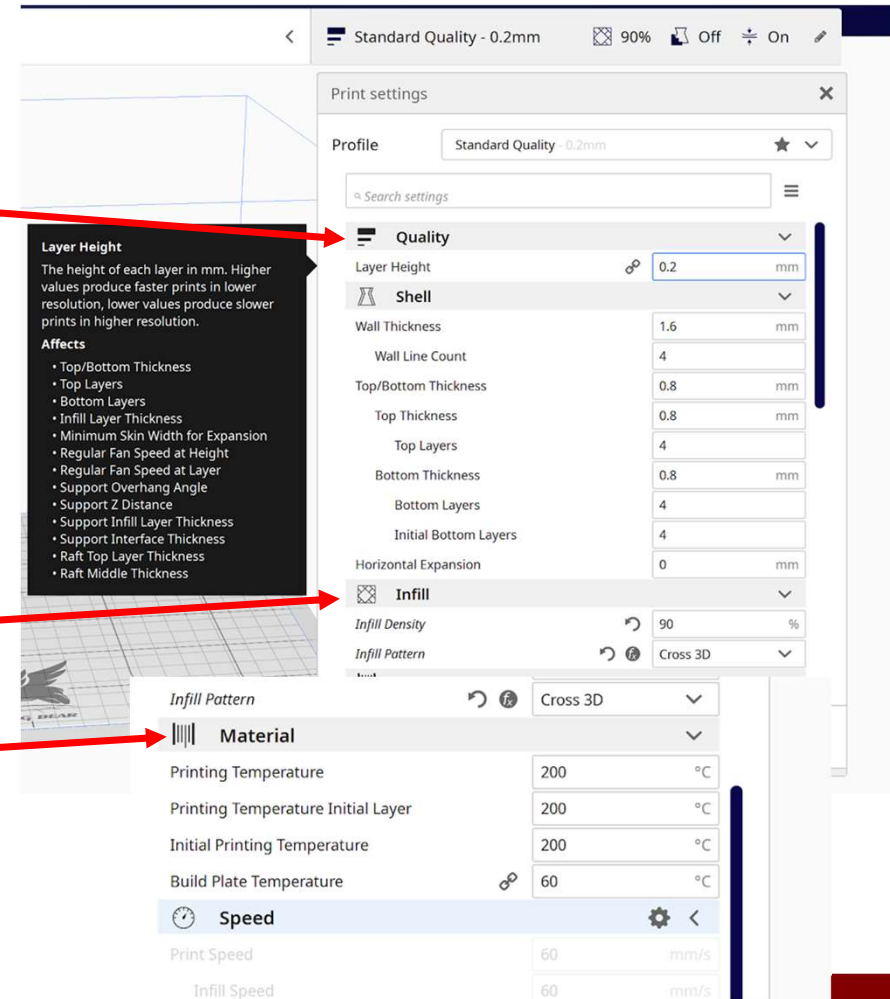 Standard Quality - 0.2mm 90% Off On
Print settings
Profile Standard Quality - 0.2mm
Search settings
Quality
Layer Height 0.2 mm
Shell
Wall Thickness 1.6 mm
Wall Line Count 4
Top/Bottom Thickness 0.8 mm
Top Thickness 0.8 mm
Top Layers 4
Bottom Thickness 0.8 mm
Bottom Layers 4
Initial Bottom Layers 4
Horizontal Expansion 0 mm
Infill
Infill Density 90 %
Infill Pattern Cross 3D
Layer Height
The height of each layer in mm. Higher
values produce faster prints in lower
resolution, lower values produce slower
prints in higher resolution.
Affects
• Top/Bottom Thickness
• Top Layers
• Bottom Layers
• Infill Layer Thickness
• Minimum Skin Width for Expansion
• Regular Fan Speed at Height
• Regular Fan Speed at Layer
• Support Overhang Angle
• Support Z Distance
• Support Infill Layer Thickness
• Support Interface Thickness
• Raft Top Layer Thickness
• Raft Middle Thickness
BEAR
Infill Pattern Cross 3D
Material
Printing Temperature 200 °C
Printing Temperature Initial Layer 200 °C
Initial Printing Temperature 200 °C
Build Plate Temperature 60 °C
Speed
Print Speed 60 mm/s
Infill Speed 60 mm/s